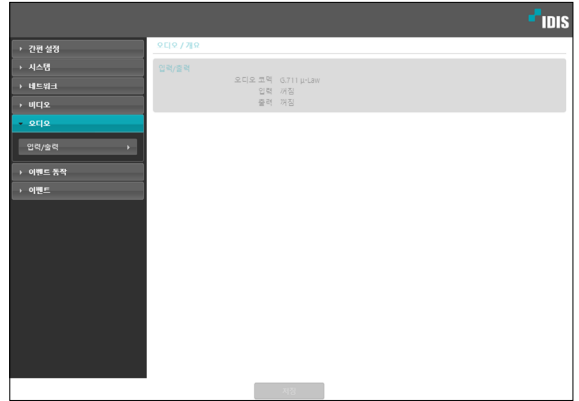 IDIS
간편 설정
시스템
네트워크
비디오
오디오
입력/출력
이벤트 동작
이벤트
오디오 / 개요
입력/출력
오디오 코덱 G.711 μ-Law
입력 꺼짐
출력 꺼짐
저장